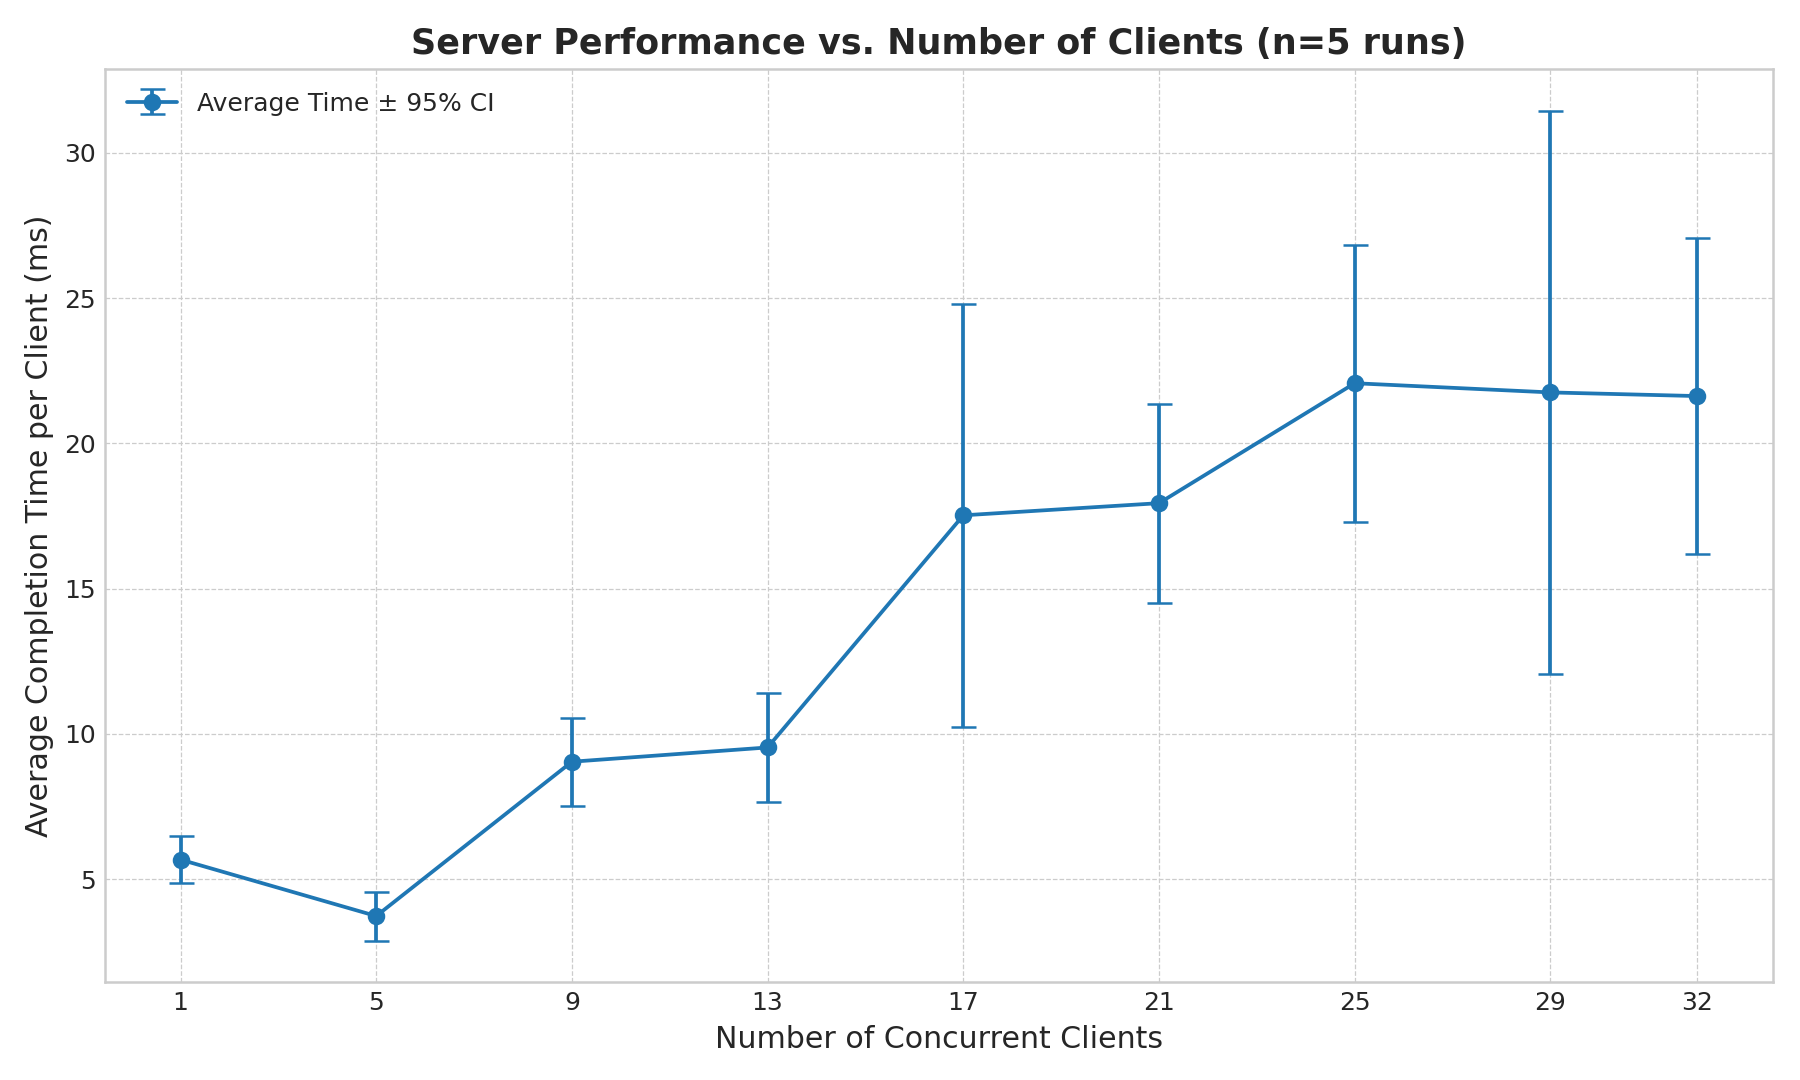 Server Performance vs. Number of Clients (n=5 runs)
Average Time ± 95% CI
Average Completion Time per Client (ms)
30
25
20
15
10
5
1 5 9 13 17 21 25 29 32
Number of Concurrent Clients